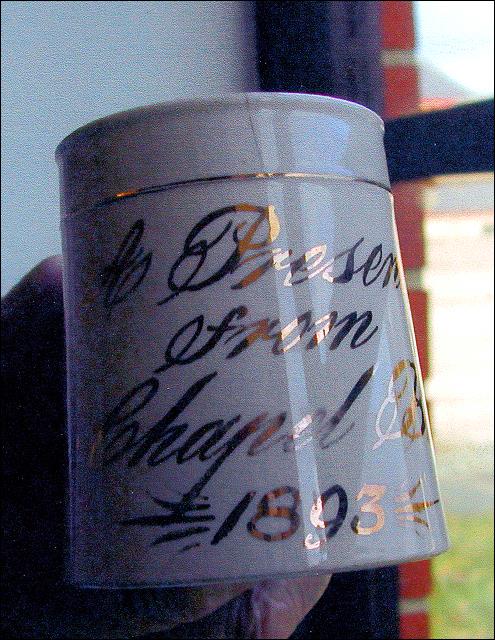 A Presen
from
Chapel B
1893